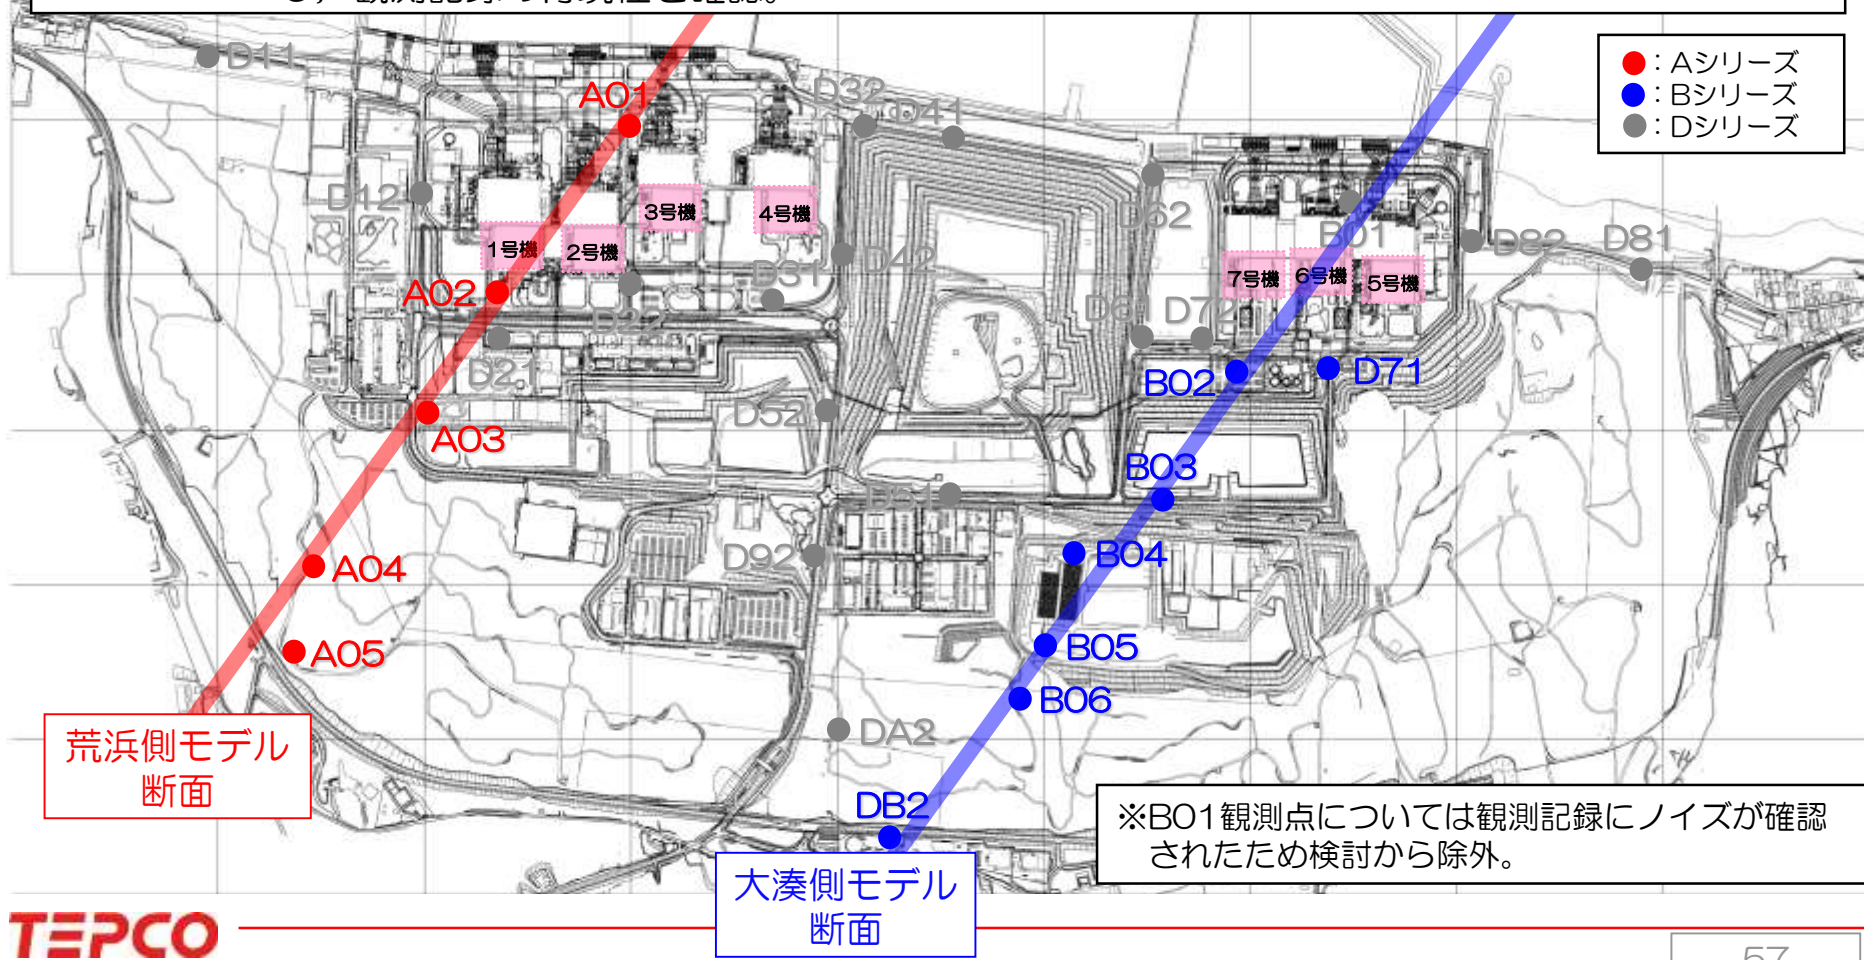 ●：Aシリーズ
●：Bシリーズ
●：Dシリーズ
D11
A01
D32
D41
D12
3号機
4号機
1号機
2号機
D62
B01
D82
D81
D42
7号機
6号機
5号機
A02
D31
D22
D61
D72
D21
B02
D71
D52
A03
B03
D51
D92
B04
A04
A05
B05
B06
DA2
荒浜側モデル
断面
DB2
※B01観測点については観測記録にノイズが確認
されたため検討から除外。
大湊側モデル
断面
TEPCO
57